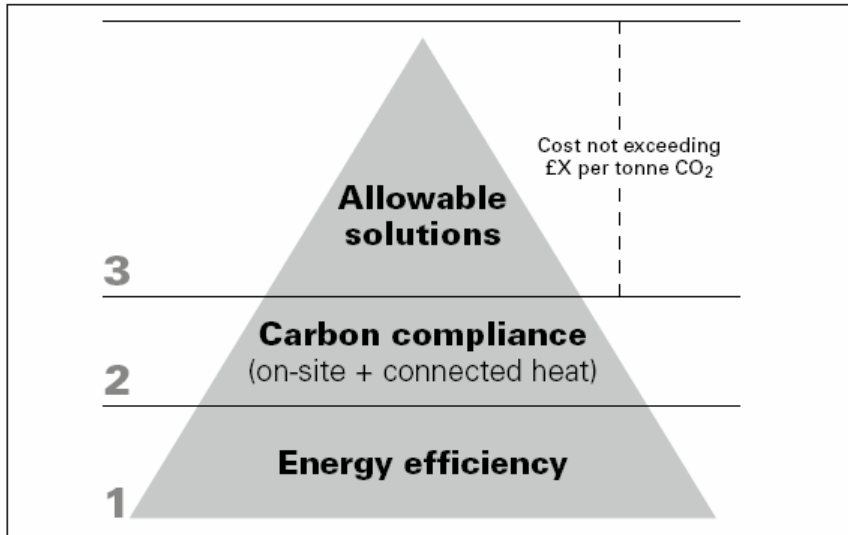 Cost not exceeding
£X per tonne CO₂
Allowable
solutions
3
Carbon compliance
(on-site + connected heat)
2
Energy efficiency
1